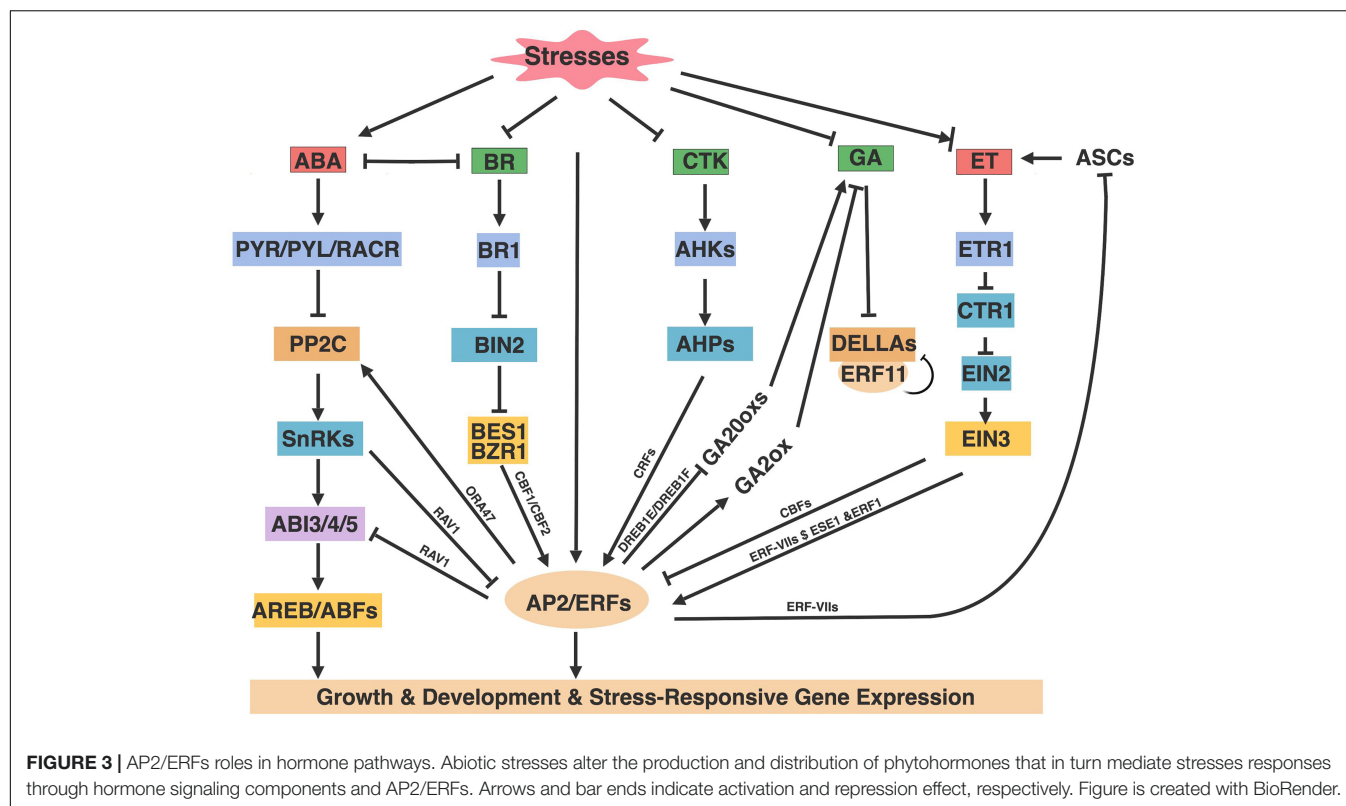 Stresses
ABA
BR
CTK
GA
ET
ASCs
PYR/PYL/RACR
BR1
AHKs
ETR1
CTR1
PP2C
BIN2
AHPs
DELLAs
ERF11
EIN2
SnRKs
BES1
BZR1
EIN3
GA20oxs
GA2ox
CRFs
DREB1E/DREB1F
CBF1/CBF2
ORA47
RAV1
RAV1
CBFs
ERF-VIIs $ ESE1 &ERF1
ERF-VIIs
ABI3/4/5
AREB/ABFs
AP2/ERFs
Growth & Development & Stress-Responsive Gene Expression
FIGURE 3 | AP2/ERFs roles in hormone pathways. Abiotic stresses alter the production and distribution of phytohormones that in turn mediate stresses responses
through hormone signaling components and AP2/ERFs. Arrows and bar ends indicate activation and repression effect, respectively. Figure is created with BioRender.